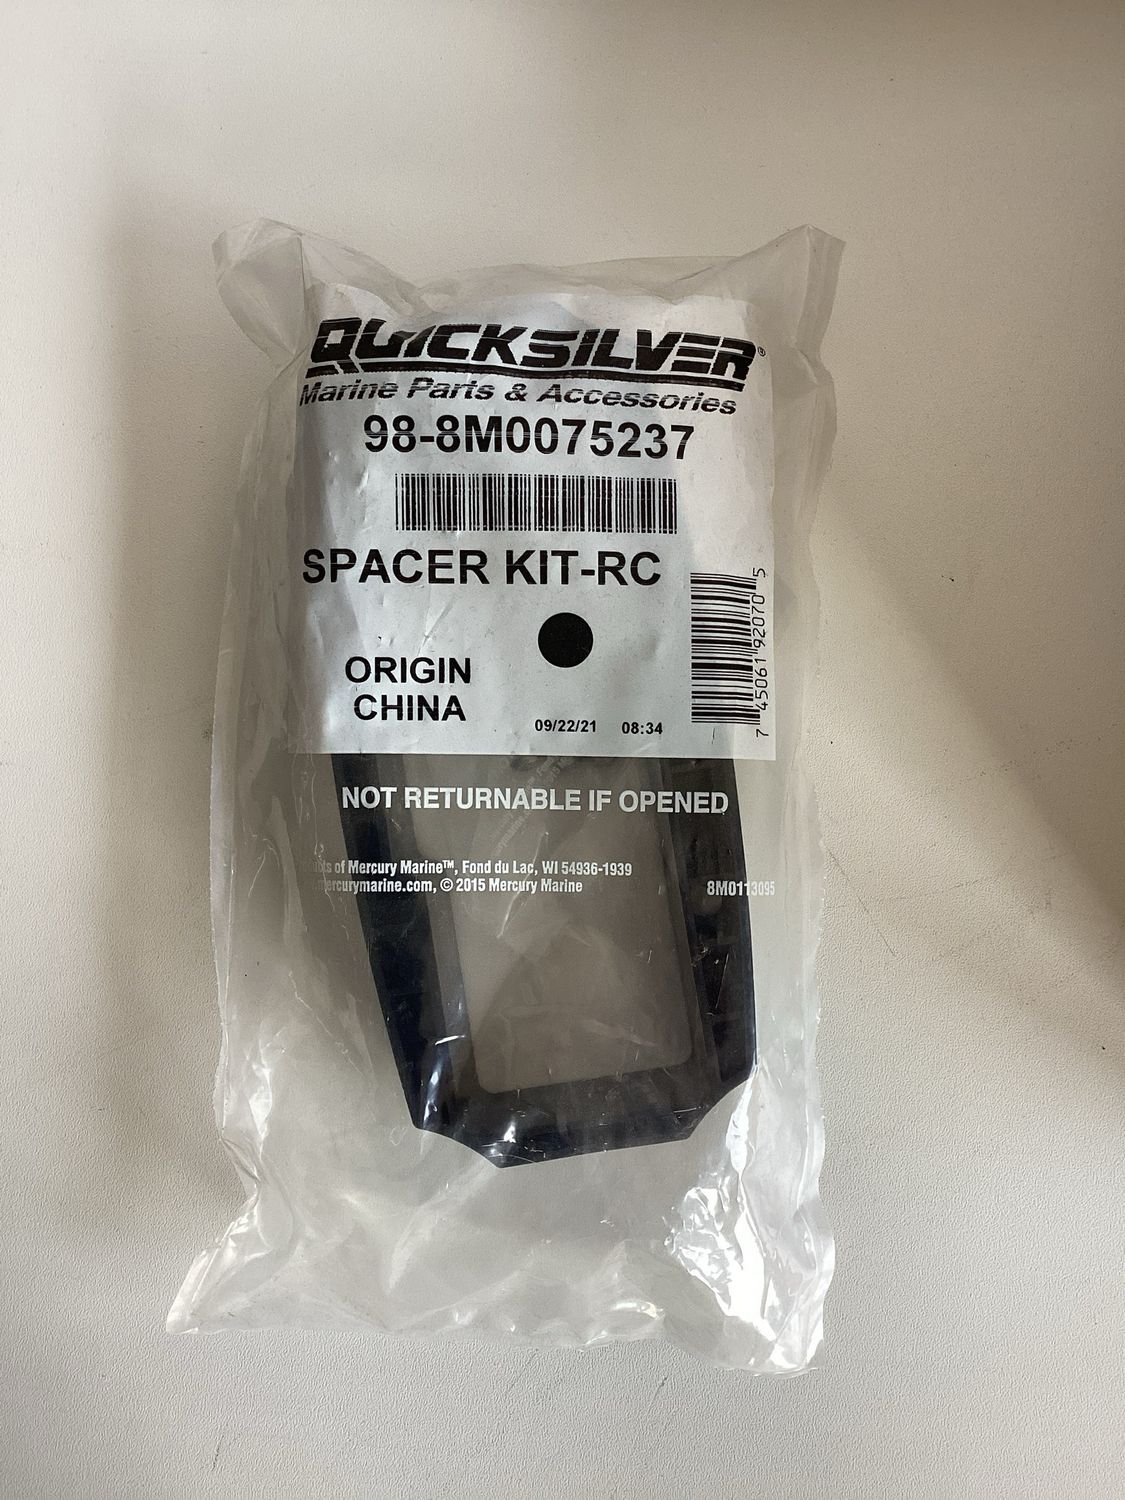 QUICKSILVER®
Marine Parts & Accessories
98-8M0075237
SPACER KIT-RC
ORIGIN
CHINA
09/22/21 08:34
7 45061 92070 5
NOT RETURNABLE IF OPENED
of Mercury Marine™, Fond du Lac, WI 54936-1939
mercurymarine.com, © 2015 Mercury Marine
8M0113095